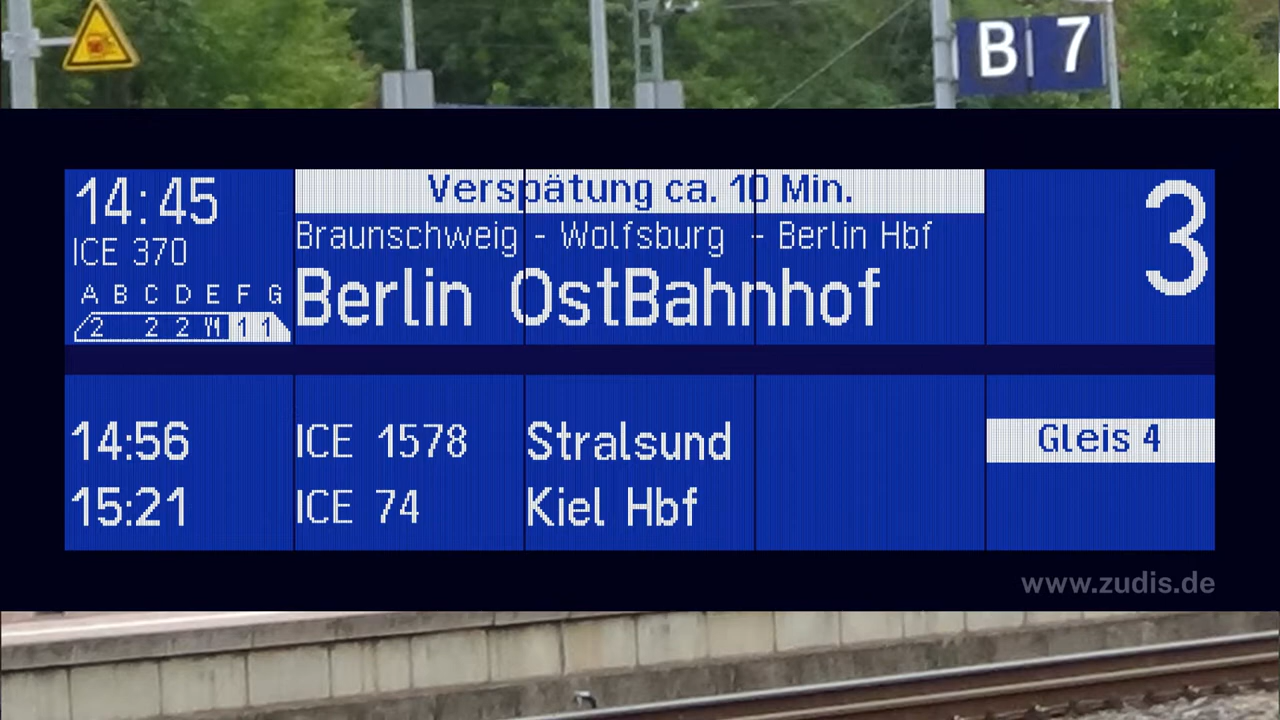 B 7
14:45
Verspätung ca. 10 Min.
3
ICE 370
Braunschweig - Wolfsburg - Berlin Hbf
Berlin OstBahnhof
A B C D E F G
2 2 2 1 1
14:56 ICE 1578 Stralsund Gleis 4
15:21 ICE 74 Kiel Hbf
www.zudis.de